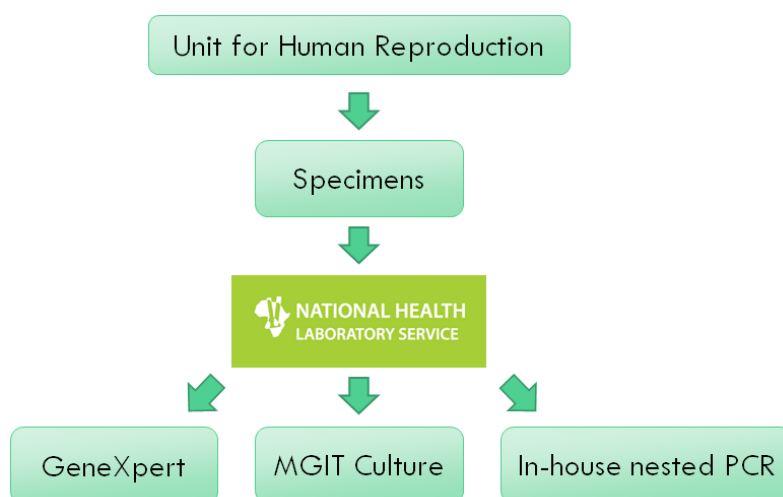 Unit for Human Reproduction
Specimens
NATIONAL HEALTH
LABORATORY SERVICE
GeneXpert
MGIT Culture
In-house nested PCR